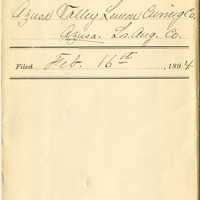 Azusa Valley Lemon Curing Co.
Azusa. Los Ang. Co.
Filed Feb. 16th, 1894